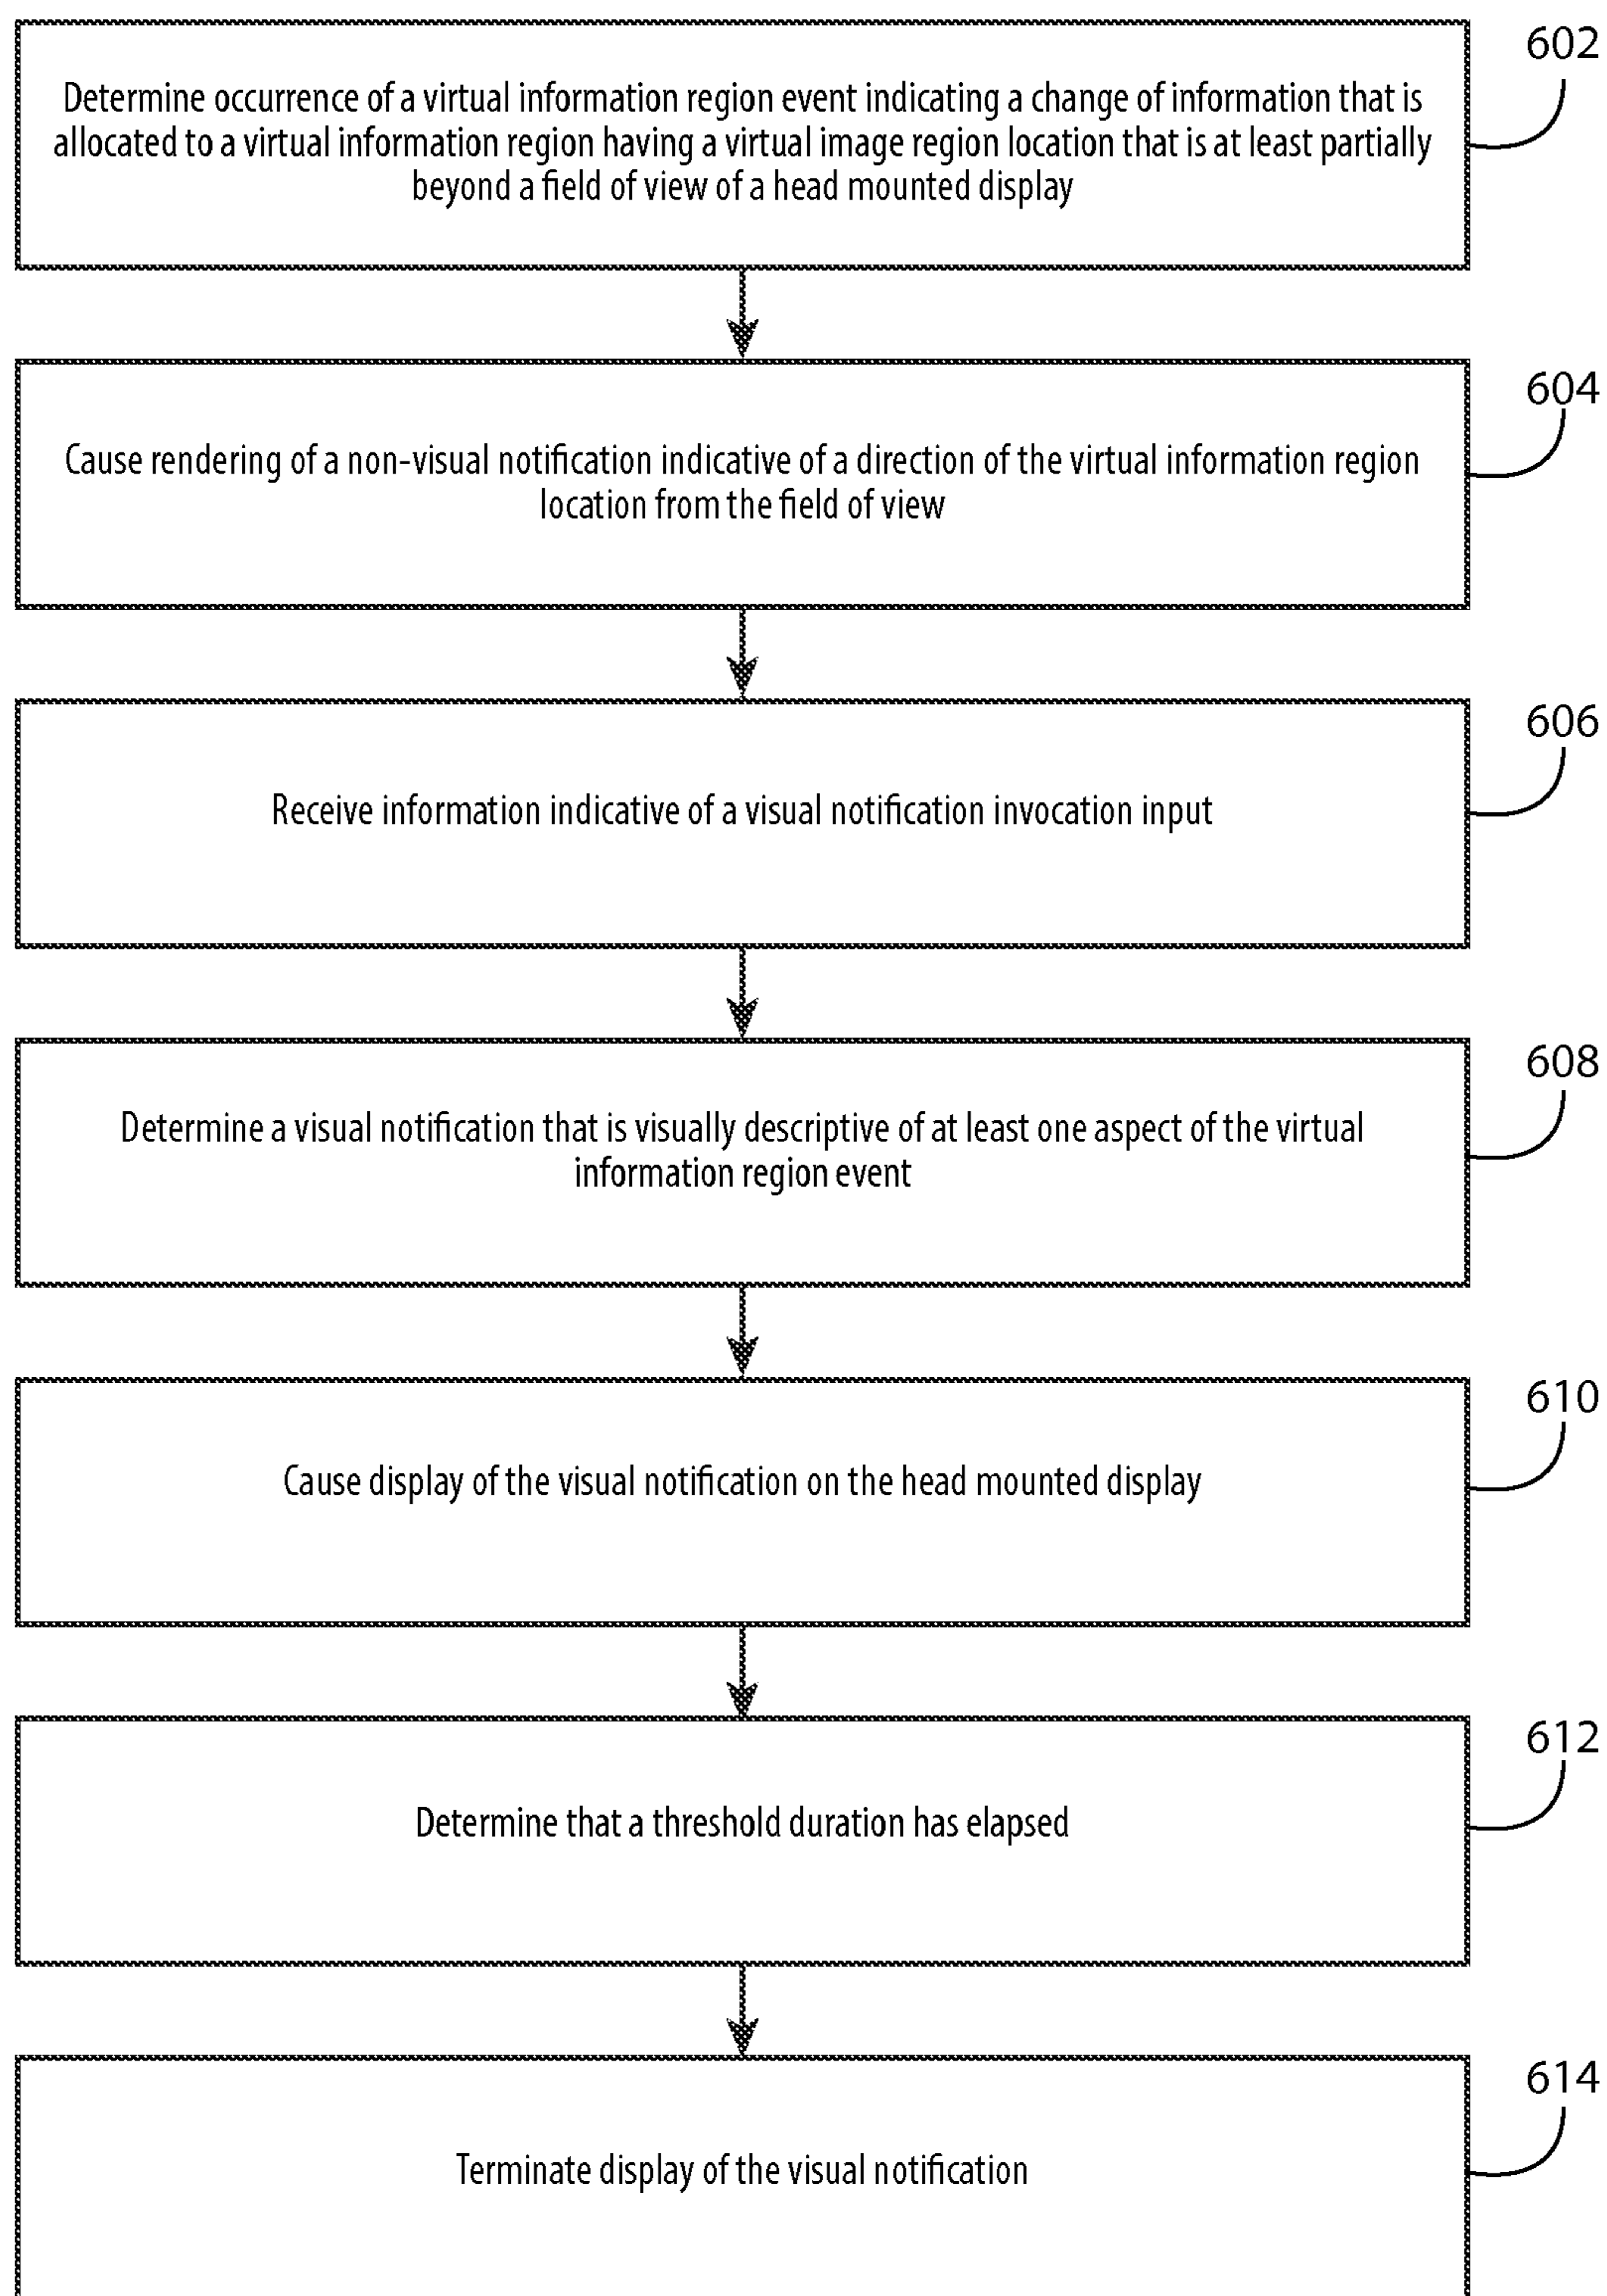 602
Determine occurrence of a virtual information region event indicating a change of information that is
allocated to a virtual information region having a virtual image region location that is at least partially
beyond a field of view of a head mounted display
604
Cause rendering of a non-visual notification indicative of a direction of the virtual information region
location from the field of view
606
Receive information indicative of a visual notification invocation input
608
Determine a visual notification that is visually descriptive of at least one aspect of the virtual
information region event
610
Cause display of the visual notification on the head mounted display
612
Determine that a threshold duration has elapsed
614
Terminate display of the visual notification